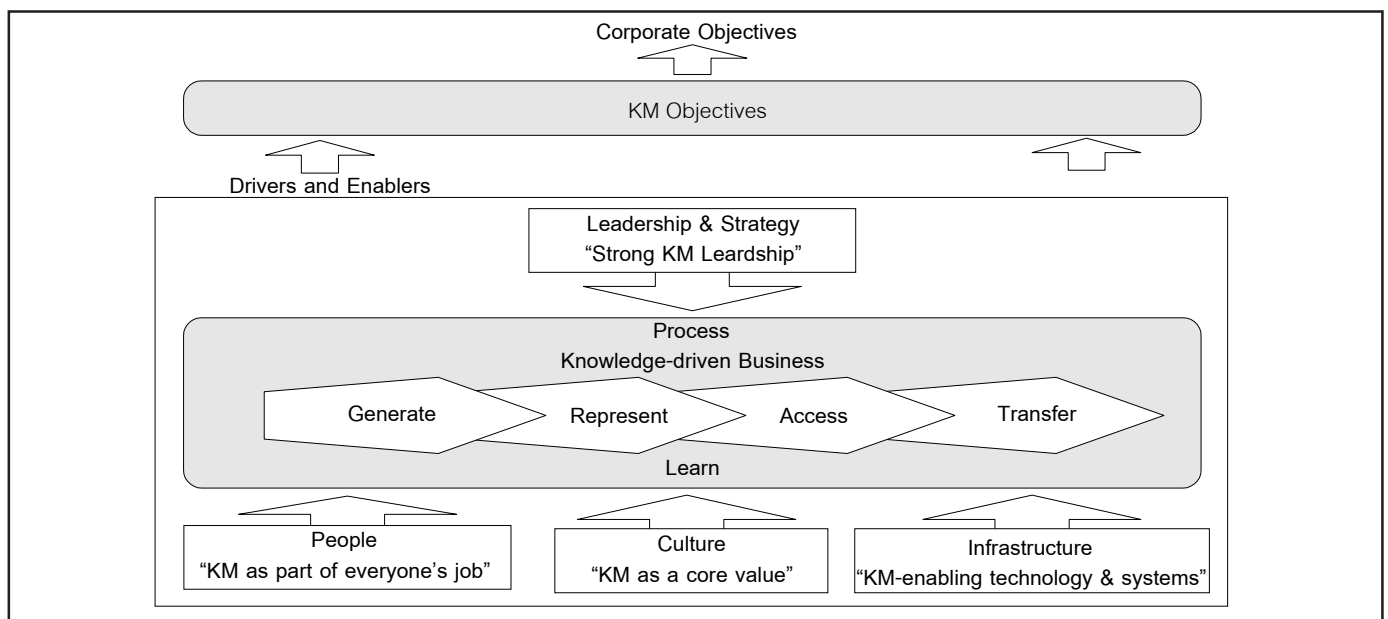 Corporate Objectives
KM Objectives
Drivers and Enablers
Leadership & Strategy
“Strong KM Leardship”
Process
Knowledge-driven Business
Generate
Represent
Access
Transfer
Learn
People
“KM as part of everyone’s job”
Culture
“KM as a core value”
Infrastructure
“KM-enabling technology & systems”